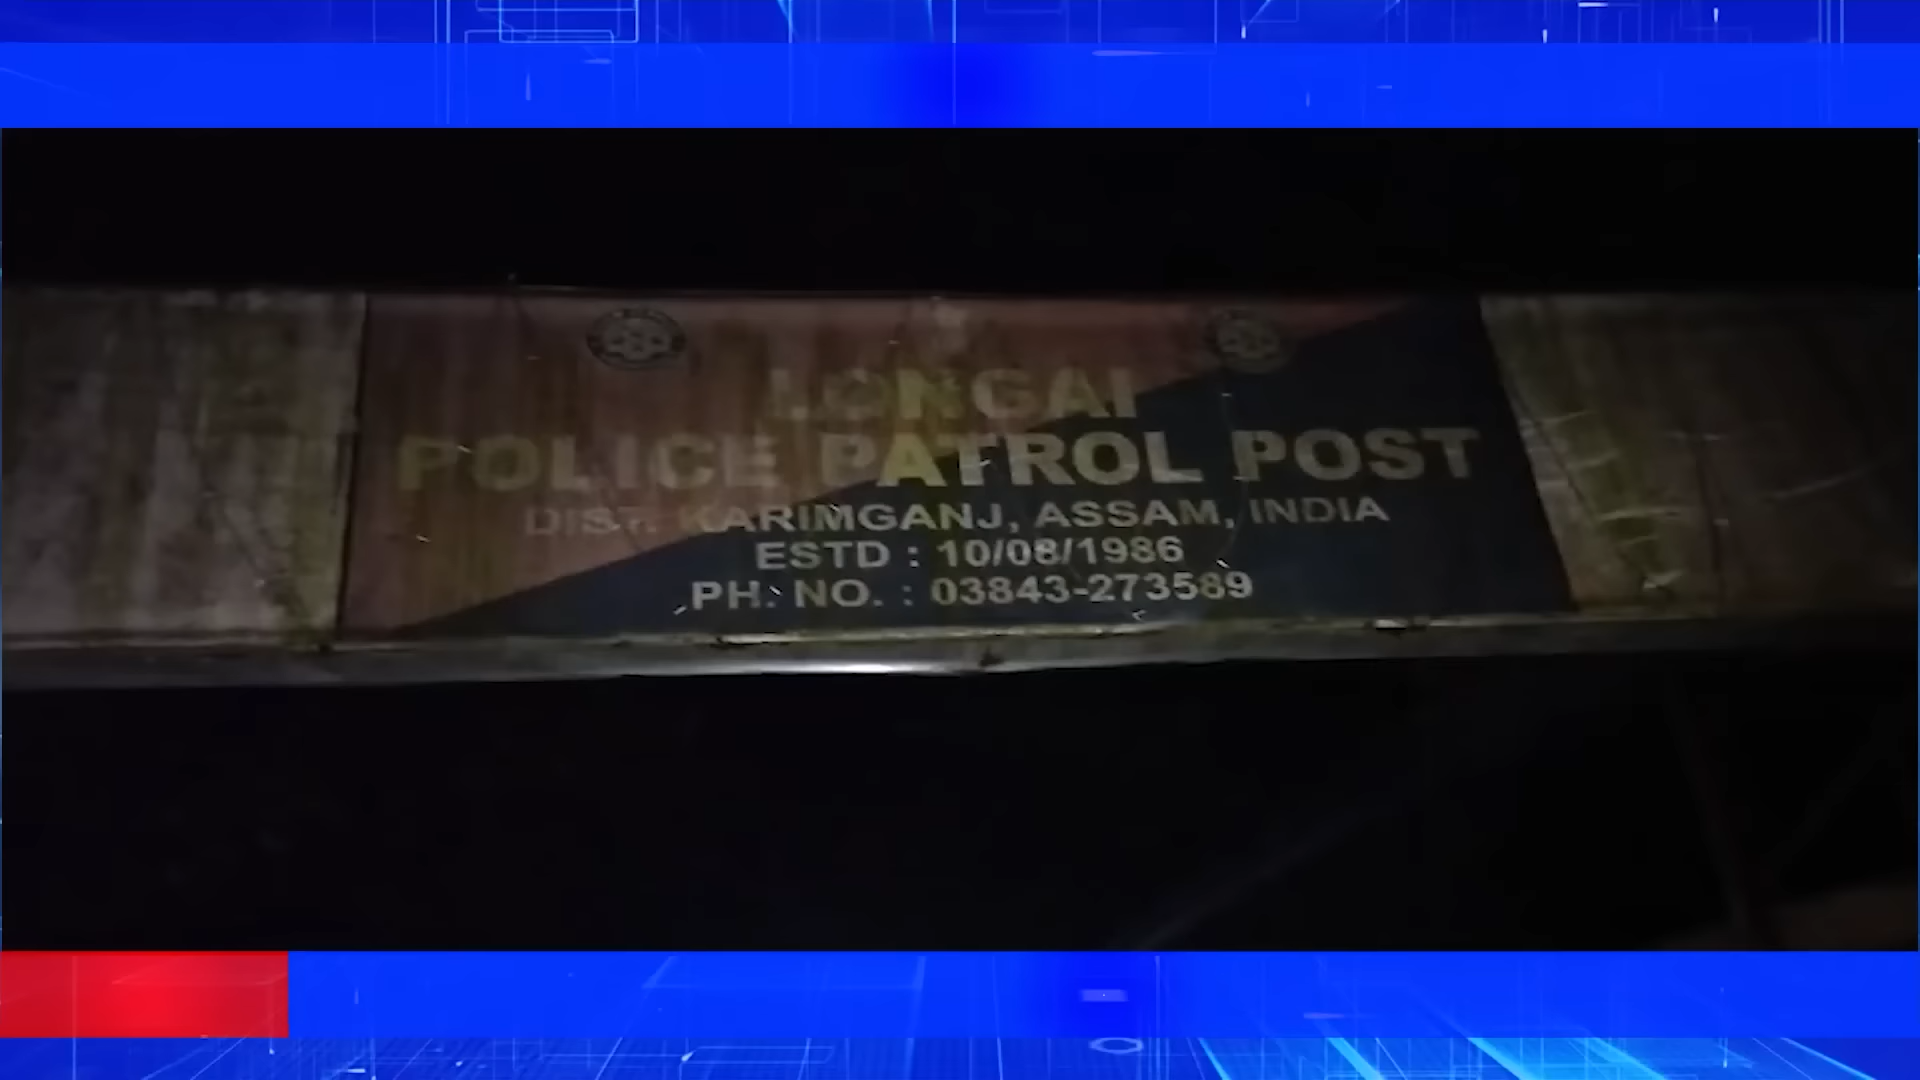 LONGAI
POLICE PATROL POST
DIST. KARIMGANJ, ASSAM, INDIA
ESTD : 10/08/1986
PH. NO. : 03843-273589